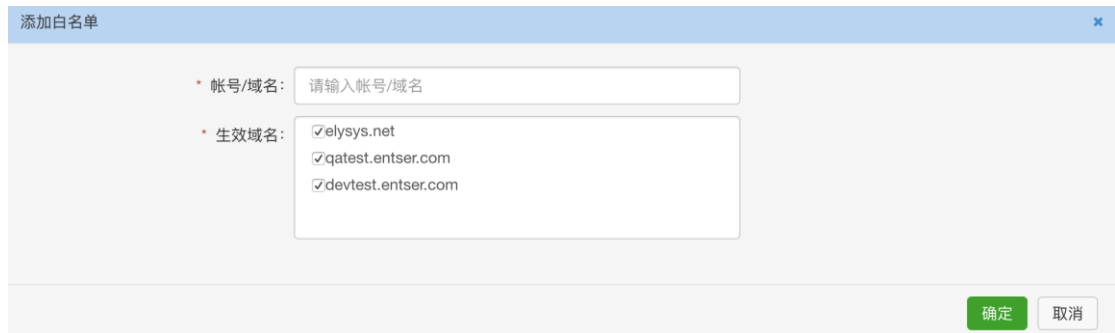 添加白名单
* 帐号/域名: 请输入帐号/域名
* 生效域名: elysys.net
qatest.entser.com
devtest.entser.com
确定 取消